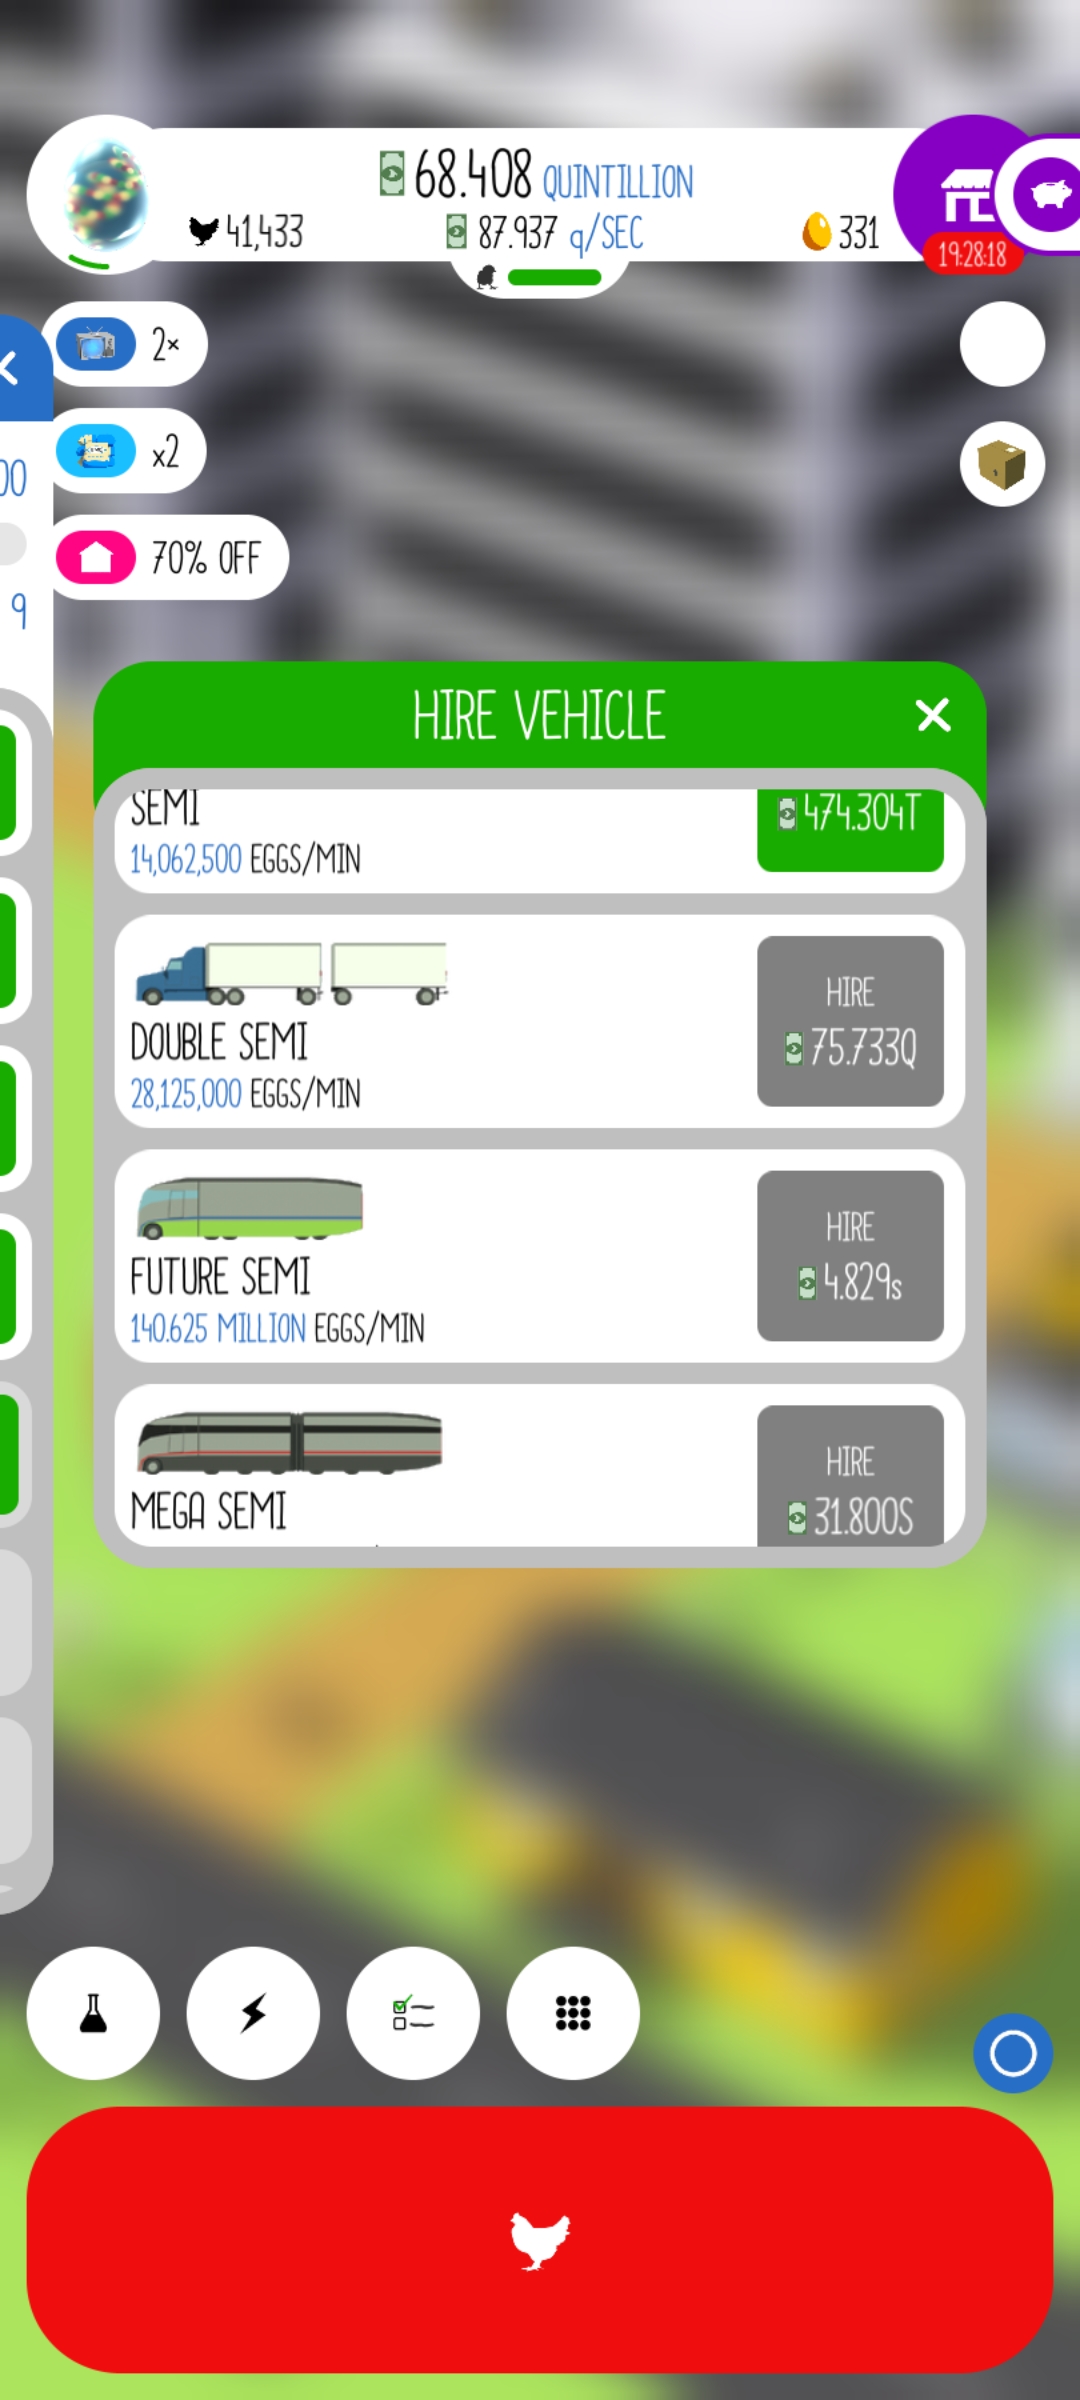 68.408 QUINTILLION
41,433
87.937 q/SEC
331
19:28:18
2×
00
x2
70% OFF
9
HIRE VEHICLE
SEMI
474.304T
14,062,500 EGGS/MIN
HIRE
75.733Q
DOUBLE SEMI
28,125,000 EGGS/MIN
HIRE
4.829s
FUTURE SEMI
140.625 MILLION EGGS/MIN
HIRE
31.800S
MEGA SEMI